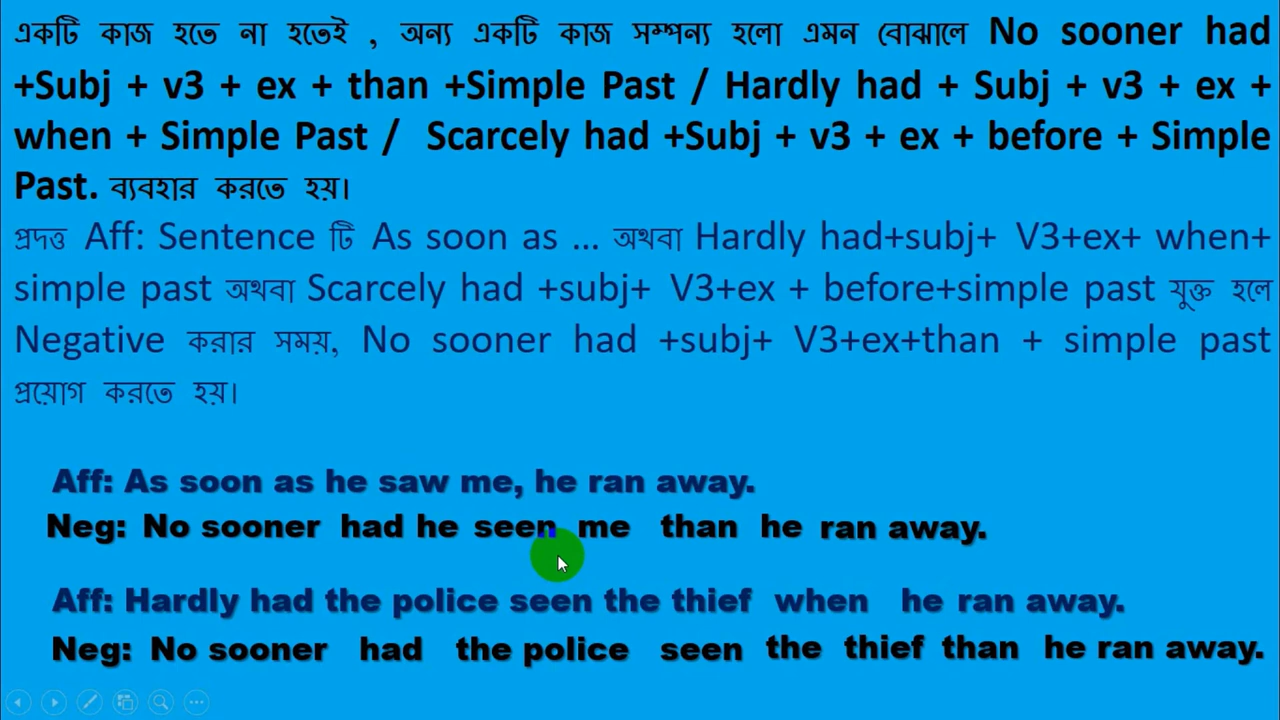 একটি কাজ হতে না হতেই , অন্য একটি কাজ সম্পন্য হলো এমন বোঝালে No sooner had
+Subj + v3 + ex + than +Simple Past / Hardly had + Subj + v3 + ex +
when + Simple Past / Scarcely had +Subj + v3 + ex + before + Simple
Past. ব্যবহার করতে হয়।
প্রদত্ত Aff: Sentence টি As soon as ... অথবা Hardly had+subj+ V3+ex+ when+
simple past অথবা Scarcely had +subj+ V3+ex + before+simple past যুক্ত হলে
Negative করার সময়, No sooner had +subj+ V3+ex+than + simple past
প্রয়োগ করতে হয়।
Aff: As soon as he saw me, he ran away.
Neg: No sooner had he seen me than he ran away.
Aff: Hardly had the police seen the thief when he ran away.
Neg: No sooner had the police seen the thief than he ran away.